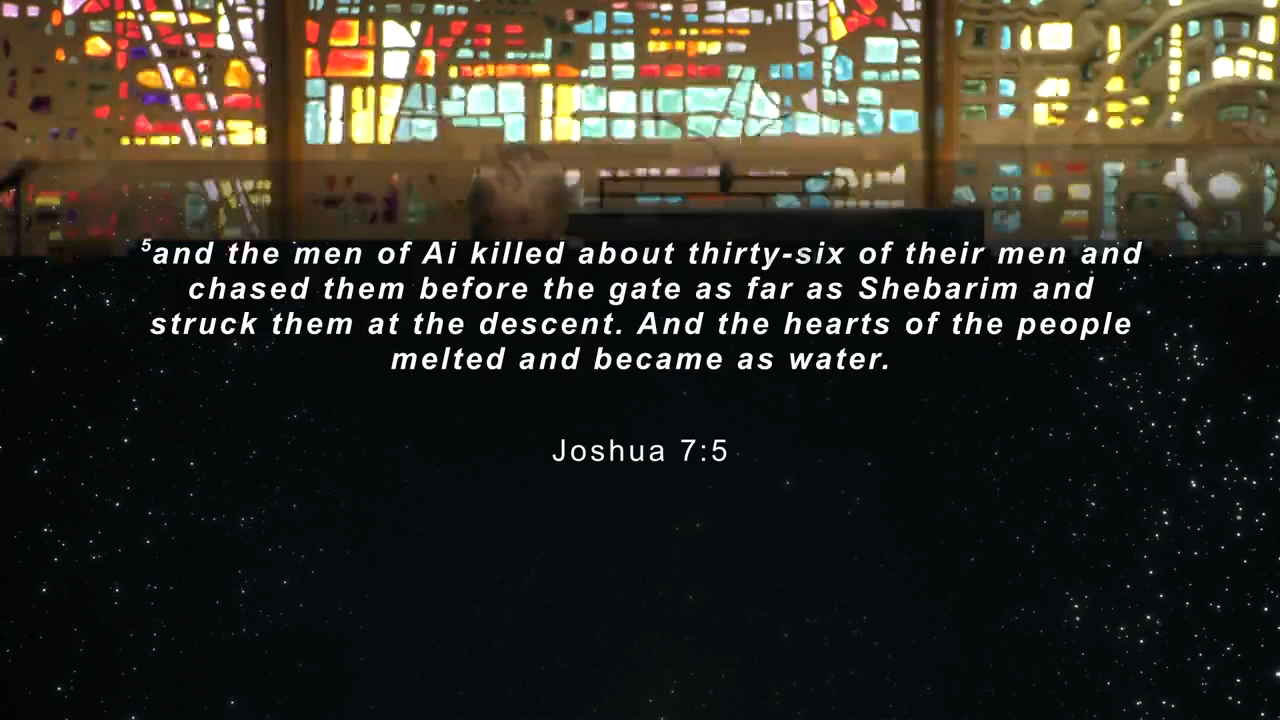 ⁵and the men of Ai killed about thirty-six of their men and
chased them before the gate as far as Shebarim and
struck them at the descent. And the hearts of the people
melted and became as water.
Joshua 7:5